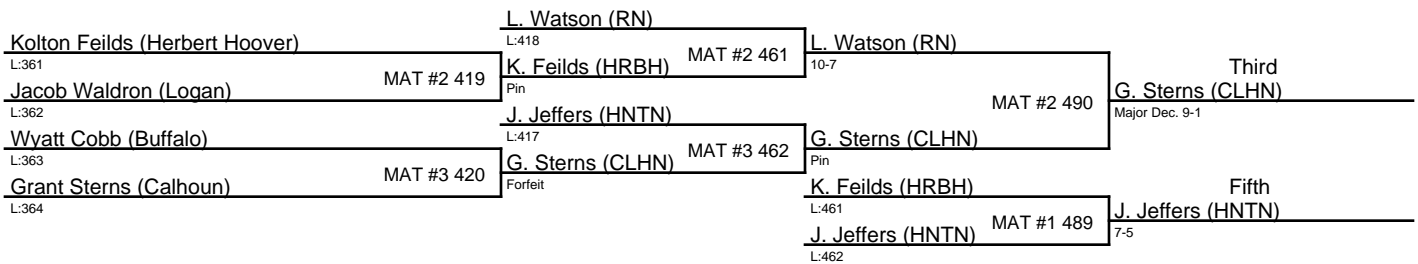 L. Watson (RN)
L:418
Kolton Feilds (Herbert Hoover)
L:361
MAT #2 419
Jacob Waldron (Logan)
L:362
K. Feilds (HRBH)
Pin
MAT #2 461
L. Watson (RN)
10-7
J. Jeffers (HNTN)
L:417
Wyatt Cobb (Buffalo)
L:363
MAT #3 420
Grant Sterns (Calhoun)
L:364
G. Sterns (CLHN)
Forfeit
MAT #3 462
G. Sterns (CLHN)
Pin
MAT #2 490
Third
G. Sterns (CLHN)
Major Dec. 9-1
K. Feilds (HRBH)
L:461
MAT #1 489
J. Jeffers (HNTN)
L:462
Fifth
J. Jeffers (HNTN)
7-5